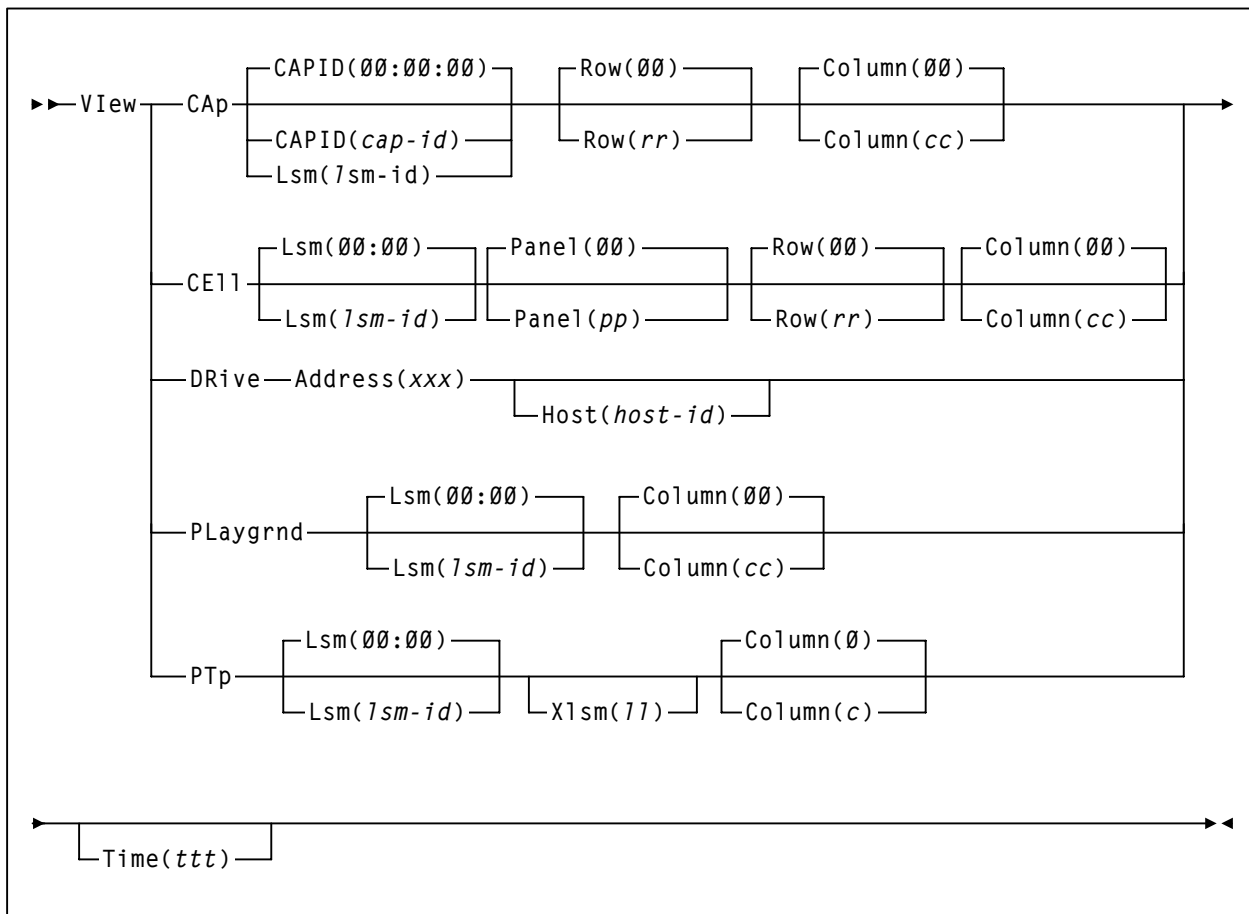 CAPID(00:00:00) Row(00) Column(00)
VIew CAp
CAPID(cap-id) Row(rr) Column(cc)
Lsm(lsm-id)
Lsm(00:00) Panel(00) Row(00) Column(00)
CEll
Lsm(lsm-id) Panel(pp) Row(rr) Column(cc)
DRive Address(xxx)
Host(host-id)
Lsm(00:00) Column(00)
PLaygrnd
Lsm(lsm-id) Column(cc)
Lsm(00:00) Column(0)
PTp
Lsm(lsm-id) Xlsm(ll) Column(c)
Time(ttt)